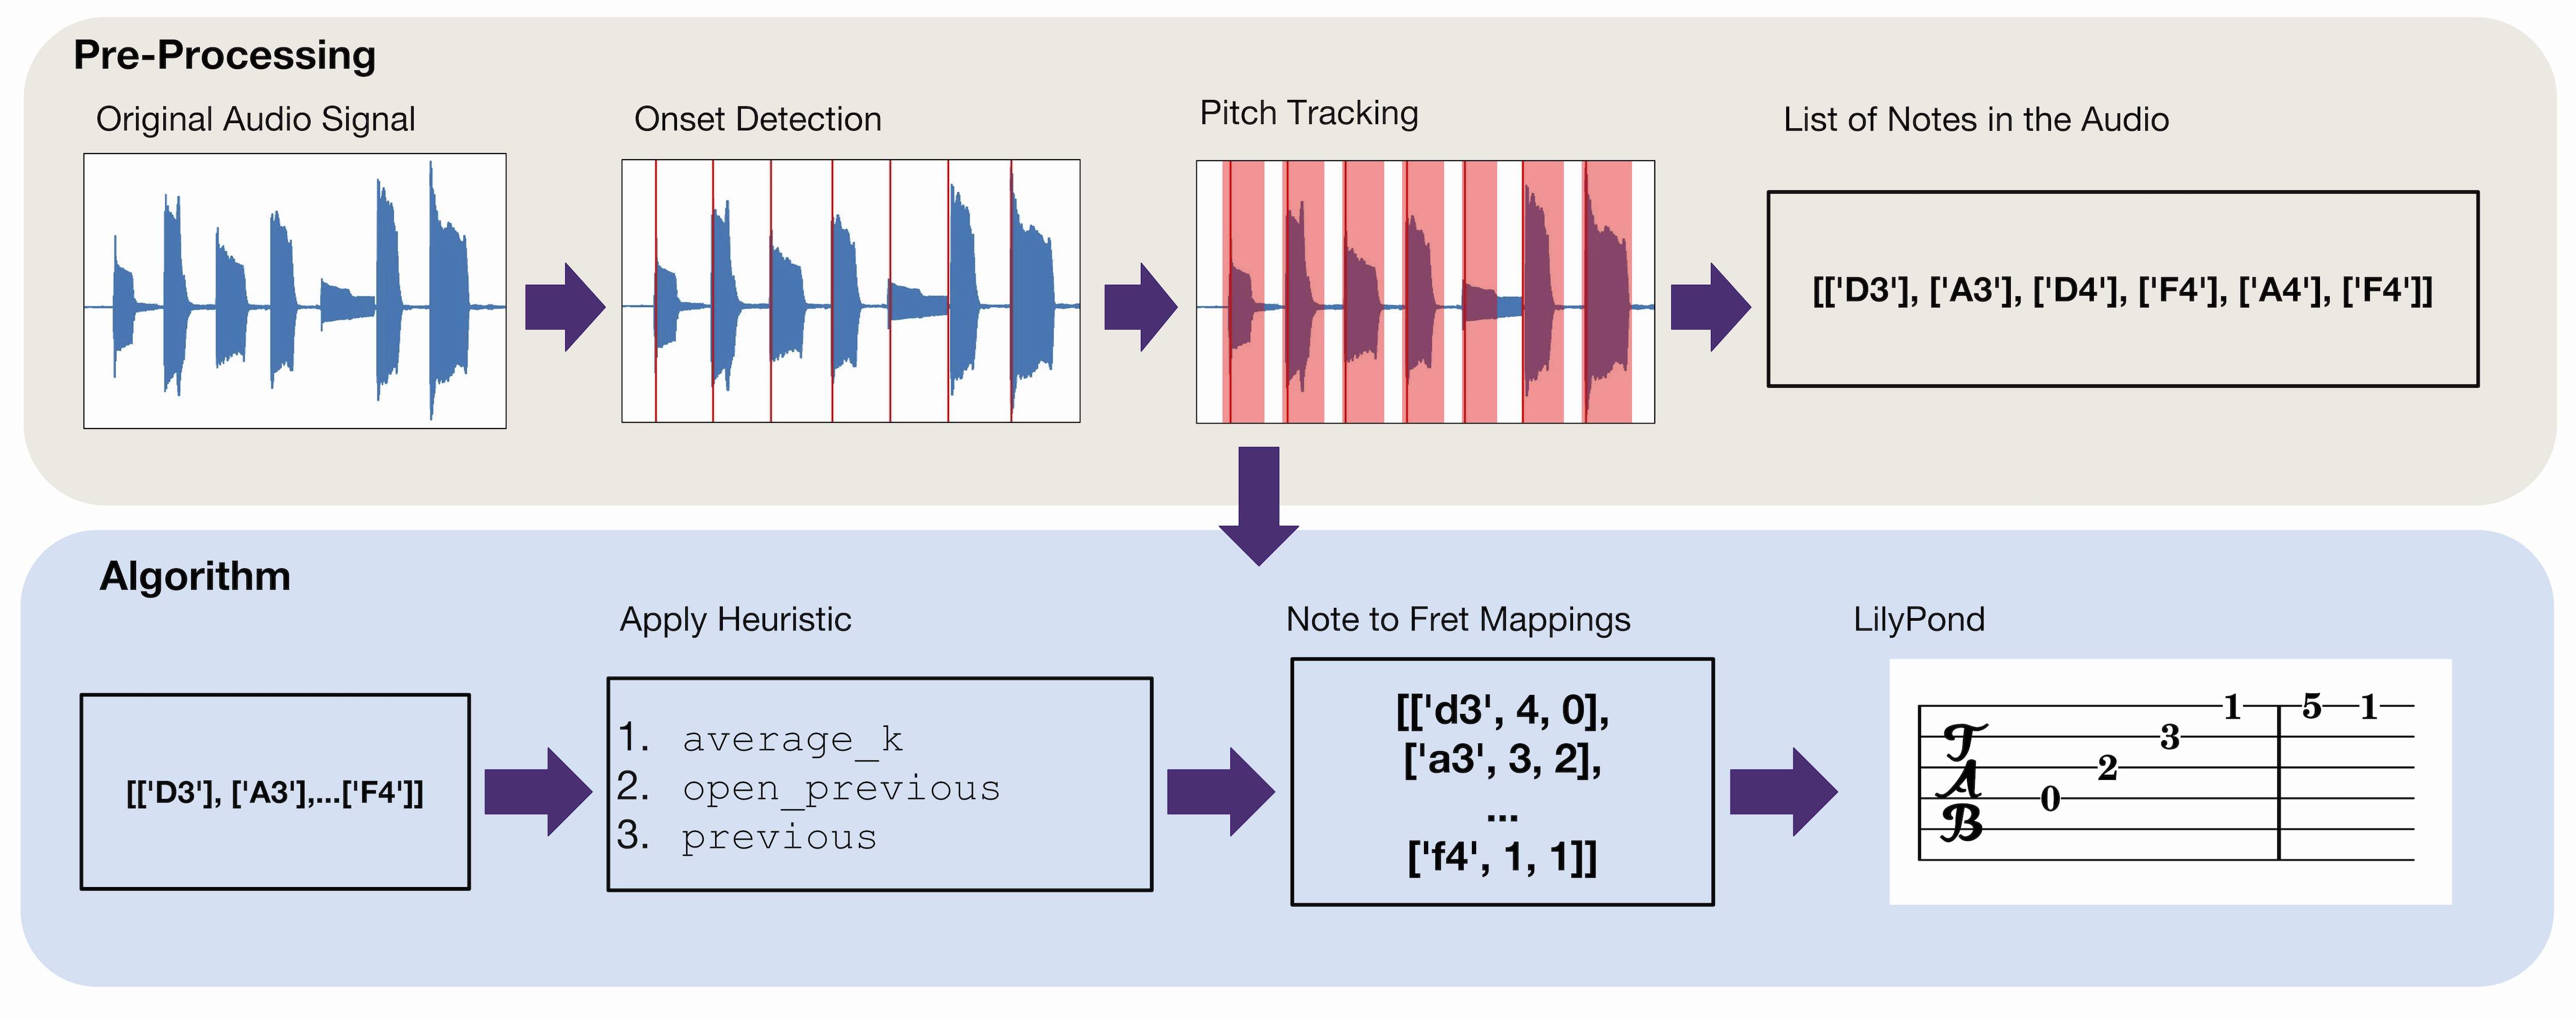 Pre-Processing
Original Audio Signal
Onset Detection
Pitch Tracking
List of Notes in the Audio
[['D3'], ['A3'], ['D4'], ['F4'], ['A4'], ['F4']]
Algorithm
Apply Heuristic
Note to Fret Mappings
LilyPond
[['D3'], ['A3'],...['F4']]
1. average_k
2. open_previous
3. previous
[['d3', 4, 0],
['a3', 3, 2],
...
['f4', 1, 1]]
T
A
B
0
2
3
1
5
1